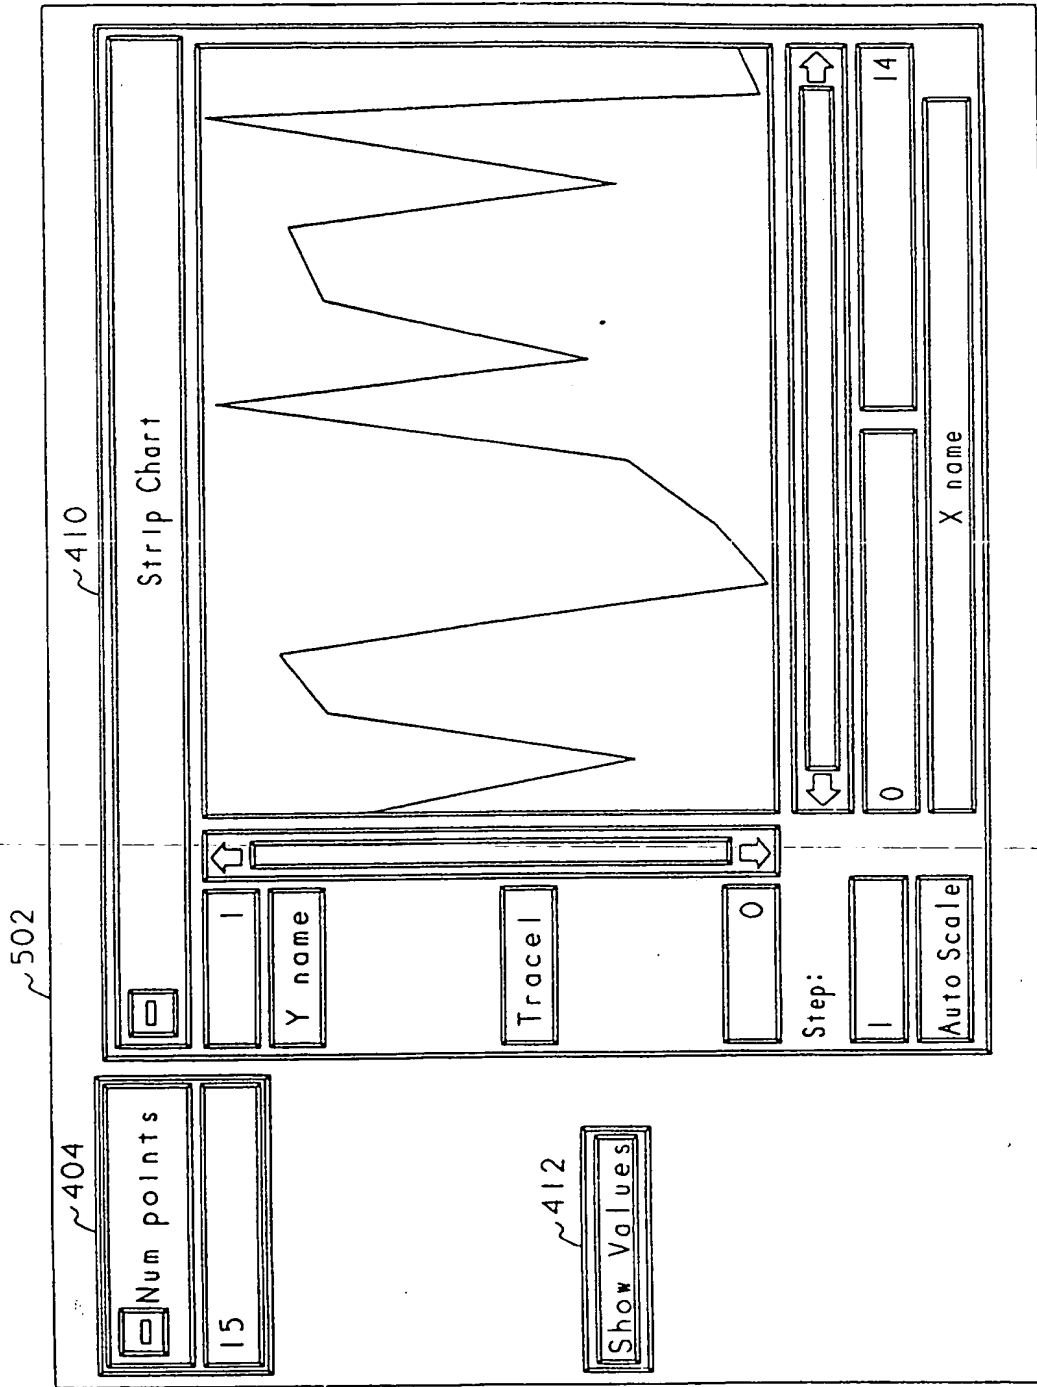 502
404
410
Num points
15
Strip Chart
1
Y name
Trace1
0
Step:
1
Auto Scale
0
14
X name
412
Show Values